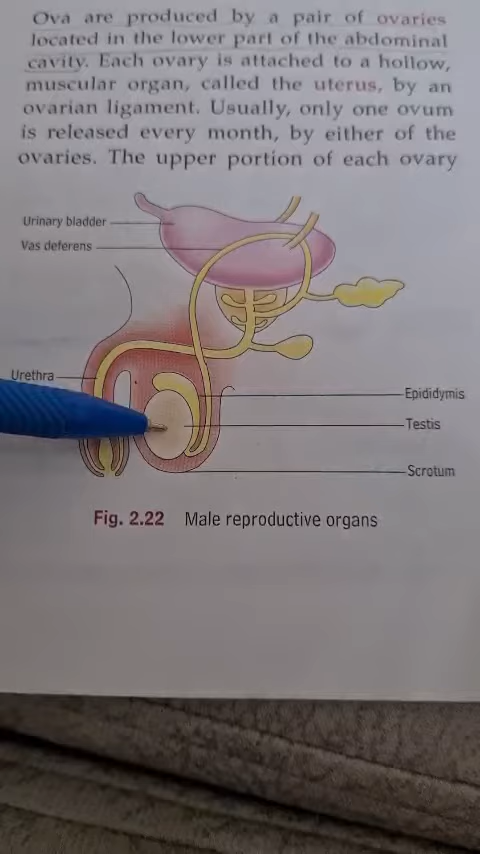 Ova are produced by a pair of ovaries
located in the lower part of the abdominal
cavity. Each ovary is attached to a hollow,
muscular organ, called the uterus, by an
ovarian ligament. Usually, only one ovum
is released every month, by either of the
ovaries. The upper portion of each ovary
Urinary bladder
Vas deferens
Urethra
Epididymis
Testis
Scrotum
Fig. 2.22 Male reproductive organs